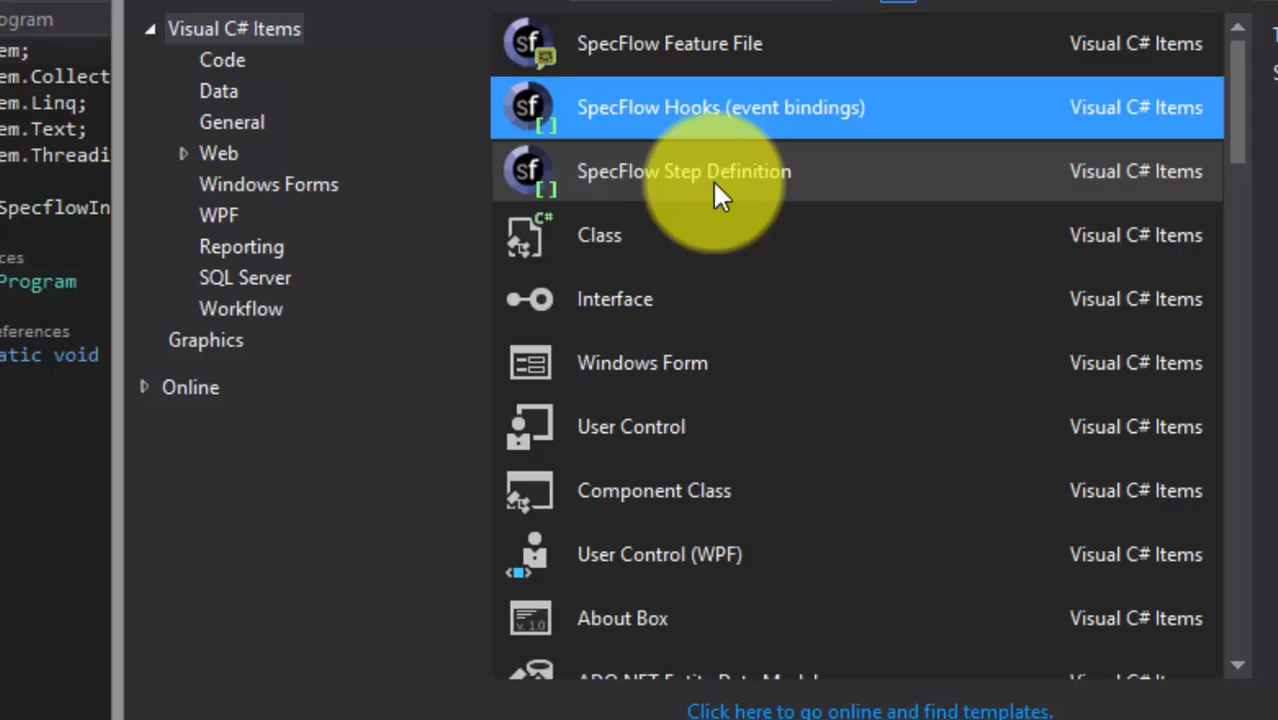 ogram
em;
em.Collect
em.Linq;
em.Text;
em.Threadi
SpecflowIn
ces
Program
eferences
atic void
Visual C# Items
Code
Data
General
Web
Windows Forms
WPF
Reporting
SQL Server
Workflow
Graphics
Online
SpecFlow Feature File Visual C# Items
SpecFlow Hooks (event bindings) Visual C# Items
SpecFlow Step Definition Visual C# Items
Class Visual C# Items
Interface Visual C# Items
Windows Form Visual C# Items
User Control Visual C# Items
Component Class Visual C# Items
User Control (WPF) Visual C# Items
About Box Visual C# Items
Click here to go online and find templates.